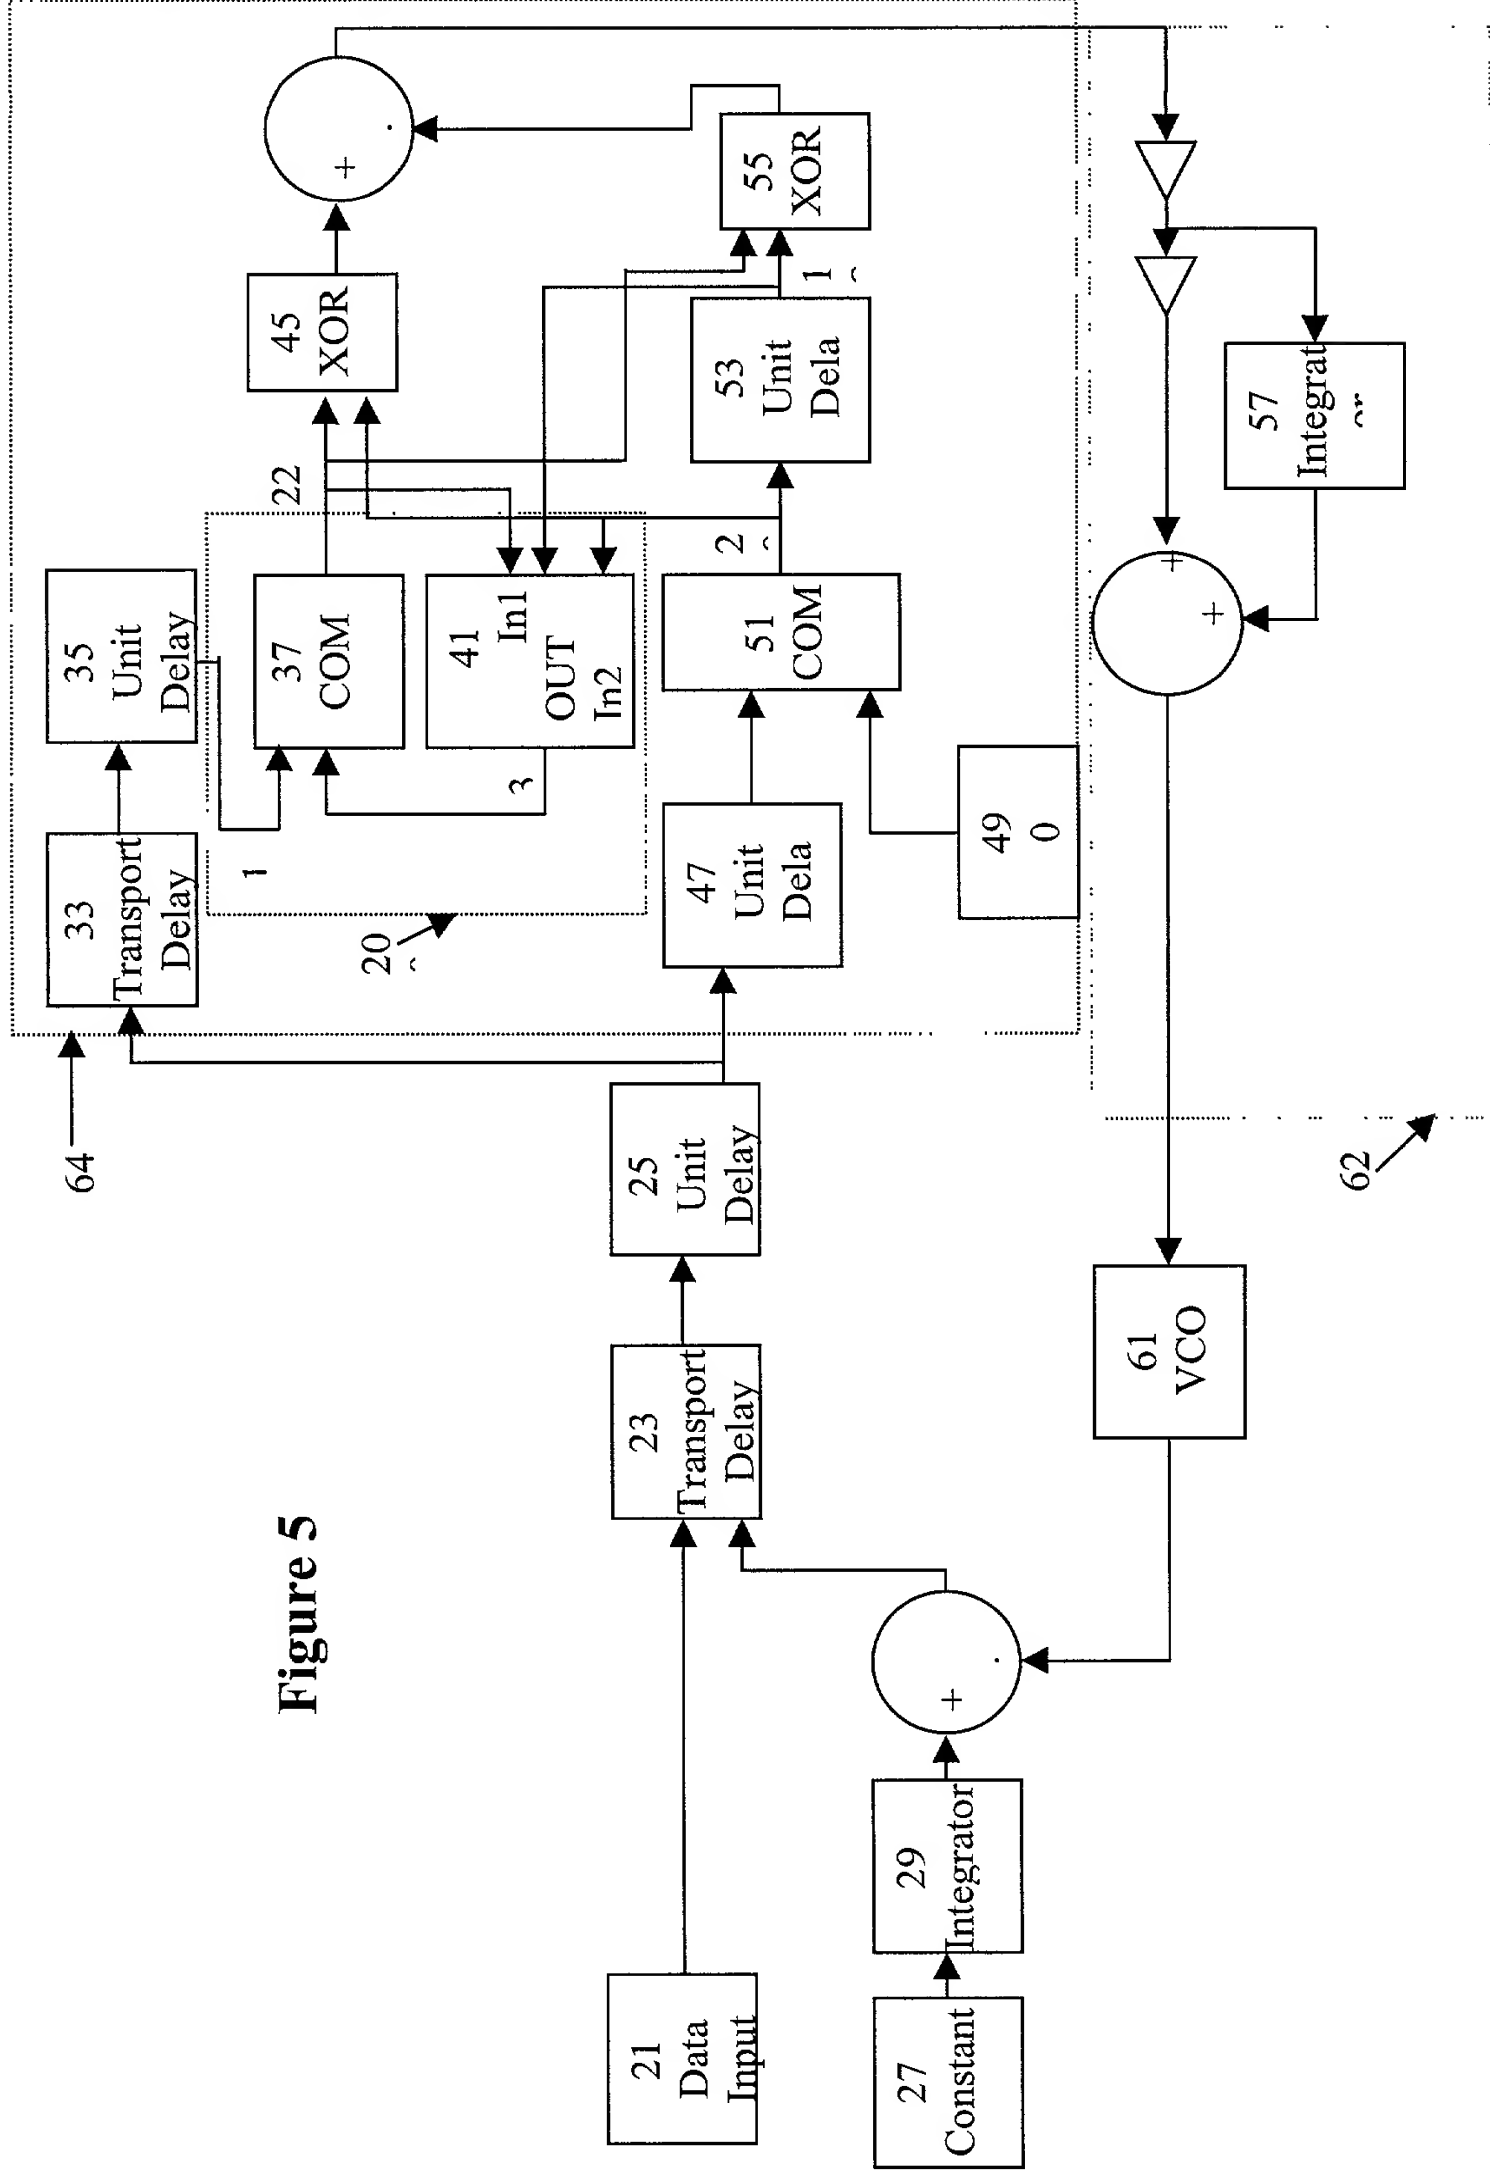 Figure 5
64
33
Transport
Delay
35
Unit
Delay
1
22
37
COM
45
XOR
+
.
20
3
41
In1
OUT
In2
21
Data
Input
23
Transport
Delay
25
Unit
Delay
47
Unit
Dela
2
51
COM
53
Unit
Dela
1
55
XOR
49
0
27
Constant
29
Integrator
+
.
61
VCO
+
+
57
Integrat
or
62